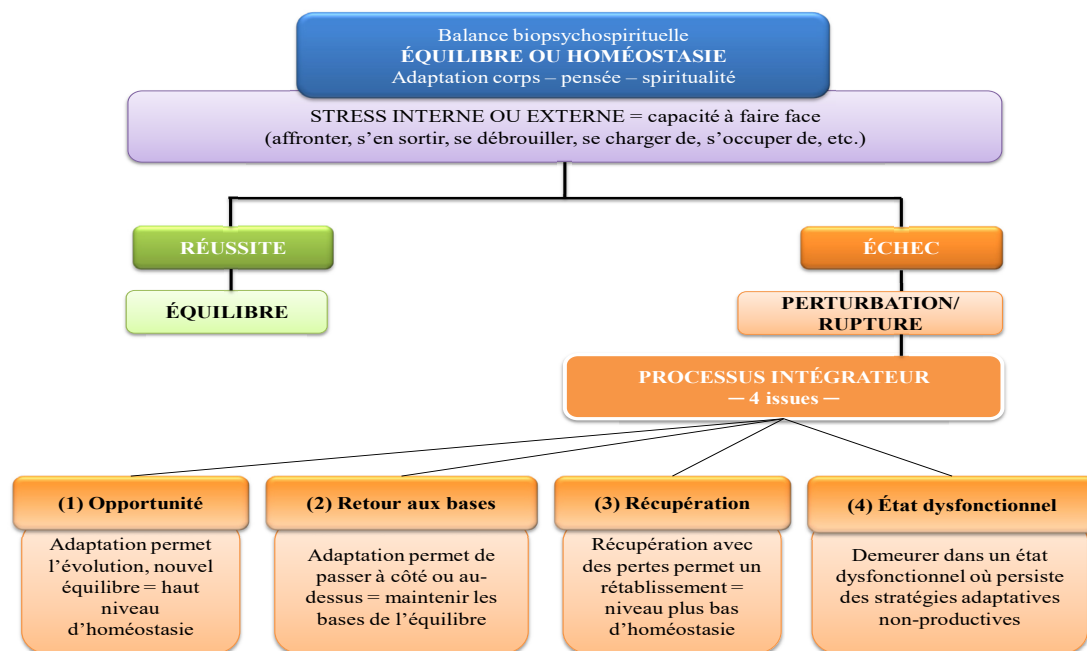 Balance biopsychospirituelle
ÉQUILIBRE OU HOMÉOSTASIE
Adaptation corps – pensée – spiritualité
STRESS INTERNE OU EXTERNE = capacité à faire face
(affronter, s’en sortir, se débrouiller, se charger de, s’occuper de, etc.)
RÉUSSITE
ÉCHEC
ÉQUILIBRE
PERTURBATION/
RUPTURE
PROCESSUS INTÉGRATEUR
— 4 issues —
(1) Opportunité
Adaptation permet
l’évolution, nouvel
équilibre = haut
niveau
d’homéostasie
(2) Retour aux bases
Adaptation permet de
passer à côté ou au-
dessus = maintenir les
bases de l’équilibre
(3) Récupération
Récupération avec
des pertes permet un
rétablissement =
niveau plus bas
d’homéostasie
(4) État dysfonctionnel
Demeurer dans un état
dysfonctionnel où persiste
des stratégies adaptatives
non-productives